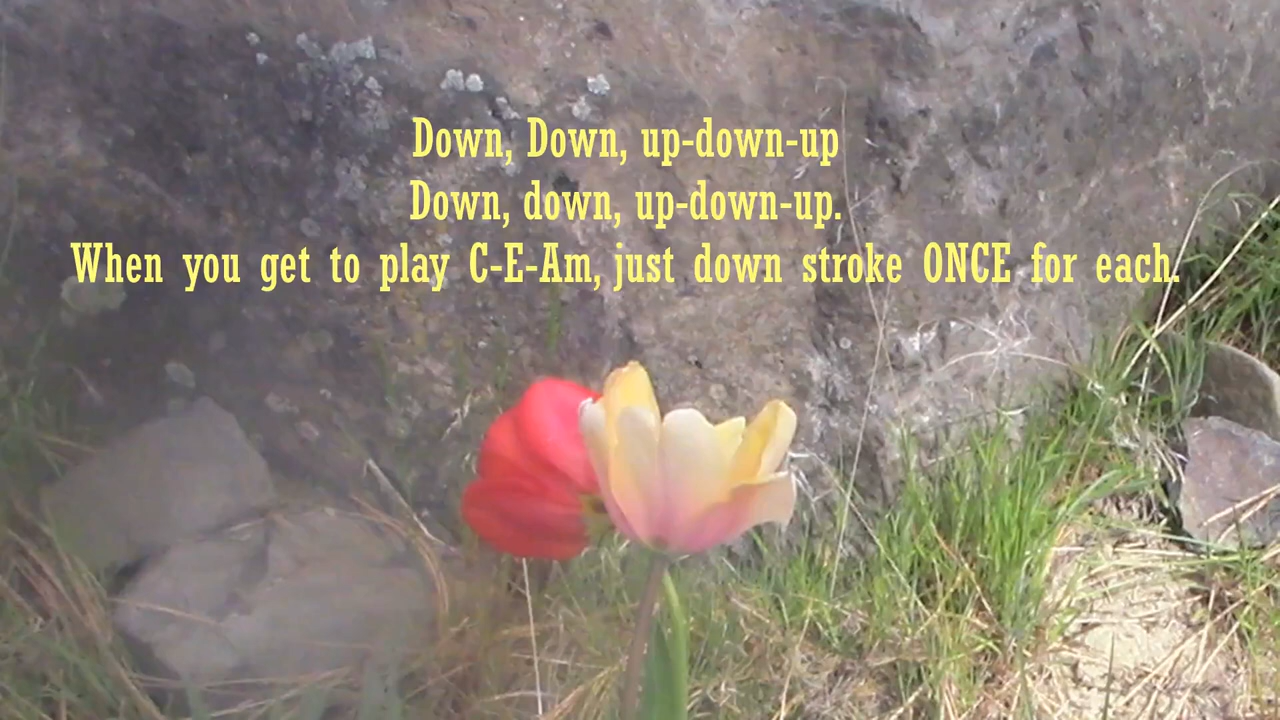 Down, Down, up-down-up
Down, down, up-down-up.
When you get to play C-E-Am, just down stroke ONCE for each.